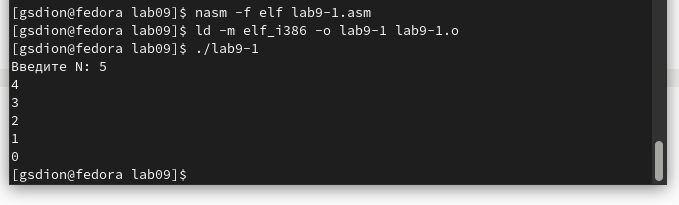 [gsdion@fedora lab09]$ nasm -f elf lab9-1.asm
[gsdion@fedora lab09]$ ld -m elf_i386 -o lab9-1 lab9-1.o
[gsdion@fedora lab09]$ ./lab9-1
Введите N: 5
4
3
2
1
0
[gsdion@fedora lab09]$